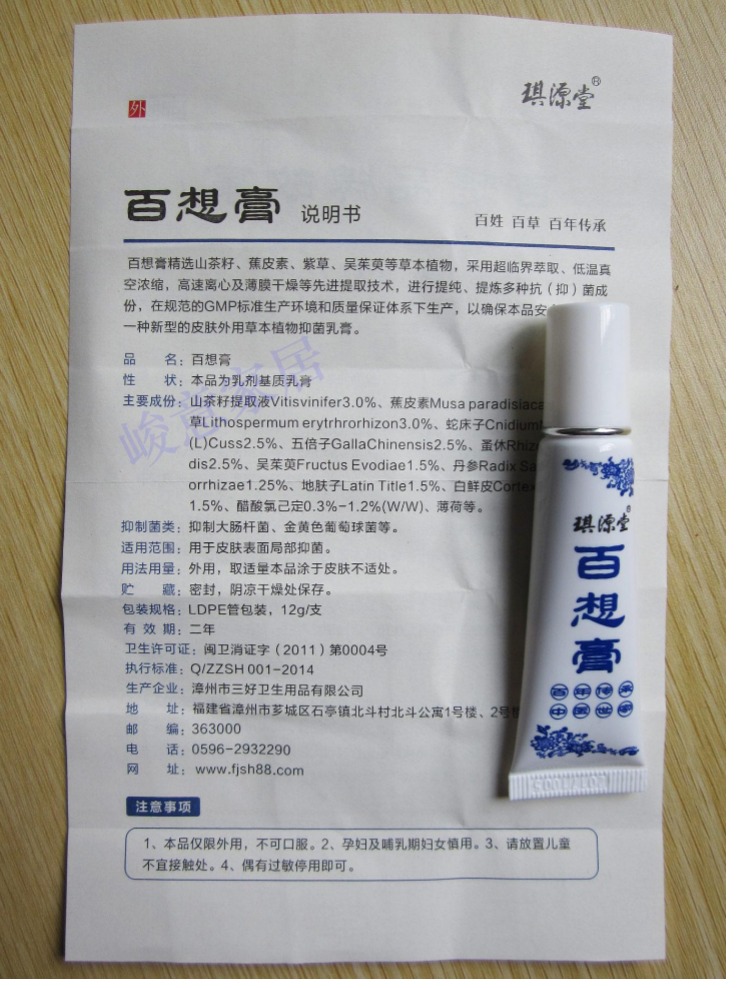 外
琪源堂®
百想膏 说明书
百姓 百草 百年传承
百想膏精选山茶籽、蕉皮素、紫草、吴茱萸等草本植物，采用超临界萃取、低温真
空浓缩，高速离心及薄膜干燥等先进提取技术，进行提纯、提炼多种抗（抑）菌成
份，在规范的GMP标准生产环境和质量保证体系下生产，以确保本品安
一种新型的皮肤外用草本植物抑菌乳膏。
品 名：百想膏
性 状：本品为乳剂基质乳膏
主要成份：山茶籽提取液Vitisvinifer3.0%、蕉皮素Musa paradisiaca
草Lithospermum erytrhrorhizon3.0%、蛇床子Cnidium
(L)Cuss2.5%、五倍子GallaChinensis2.5%、蚤休Rhiz
dis2.5%、吴茱萸Fructus Evodiae1.5%、丹参Radix Sa
orrhizae1.25%、地肤子Latin Title1.5%、白鲜皮Cortex
1.5%、醋酸氯己定0.3%-1.2%(W/W)、薄荷等。
抑制菌类：抑制大肠杆菌、金黄色葡萄球菌等。
适用范围：用于皮肤表面局部抑菌。
用法用量：外用，取适量本品涂于皮肤不适处。
贮 藏：密封，阴凉干燥处保存。
包装规格：LDPE管包装，12g/支
有 效 期：二年
卫生许可证：闽卫消证字（2011）第0004号
执行标准：Q/ZZSH 001-2014
生产企业：漳州市三好卫生用品有限公司
地 址：福建省漳州市芗城区石亭镇北斗村北斗公寓1号楼、2号
邮 编：363000
电 话：0596-2932290
网 址：www.fjsh88.com
注意事项
1、本品仅限外用，不可口服。2、孕妇及哺乳期妇女慎用。3、请放置儿童
不宜接触处。4、偶有过敏停用即可。
琪源堂®
百想膏
百年传承
中医世家
峻意家居